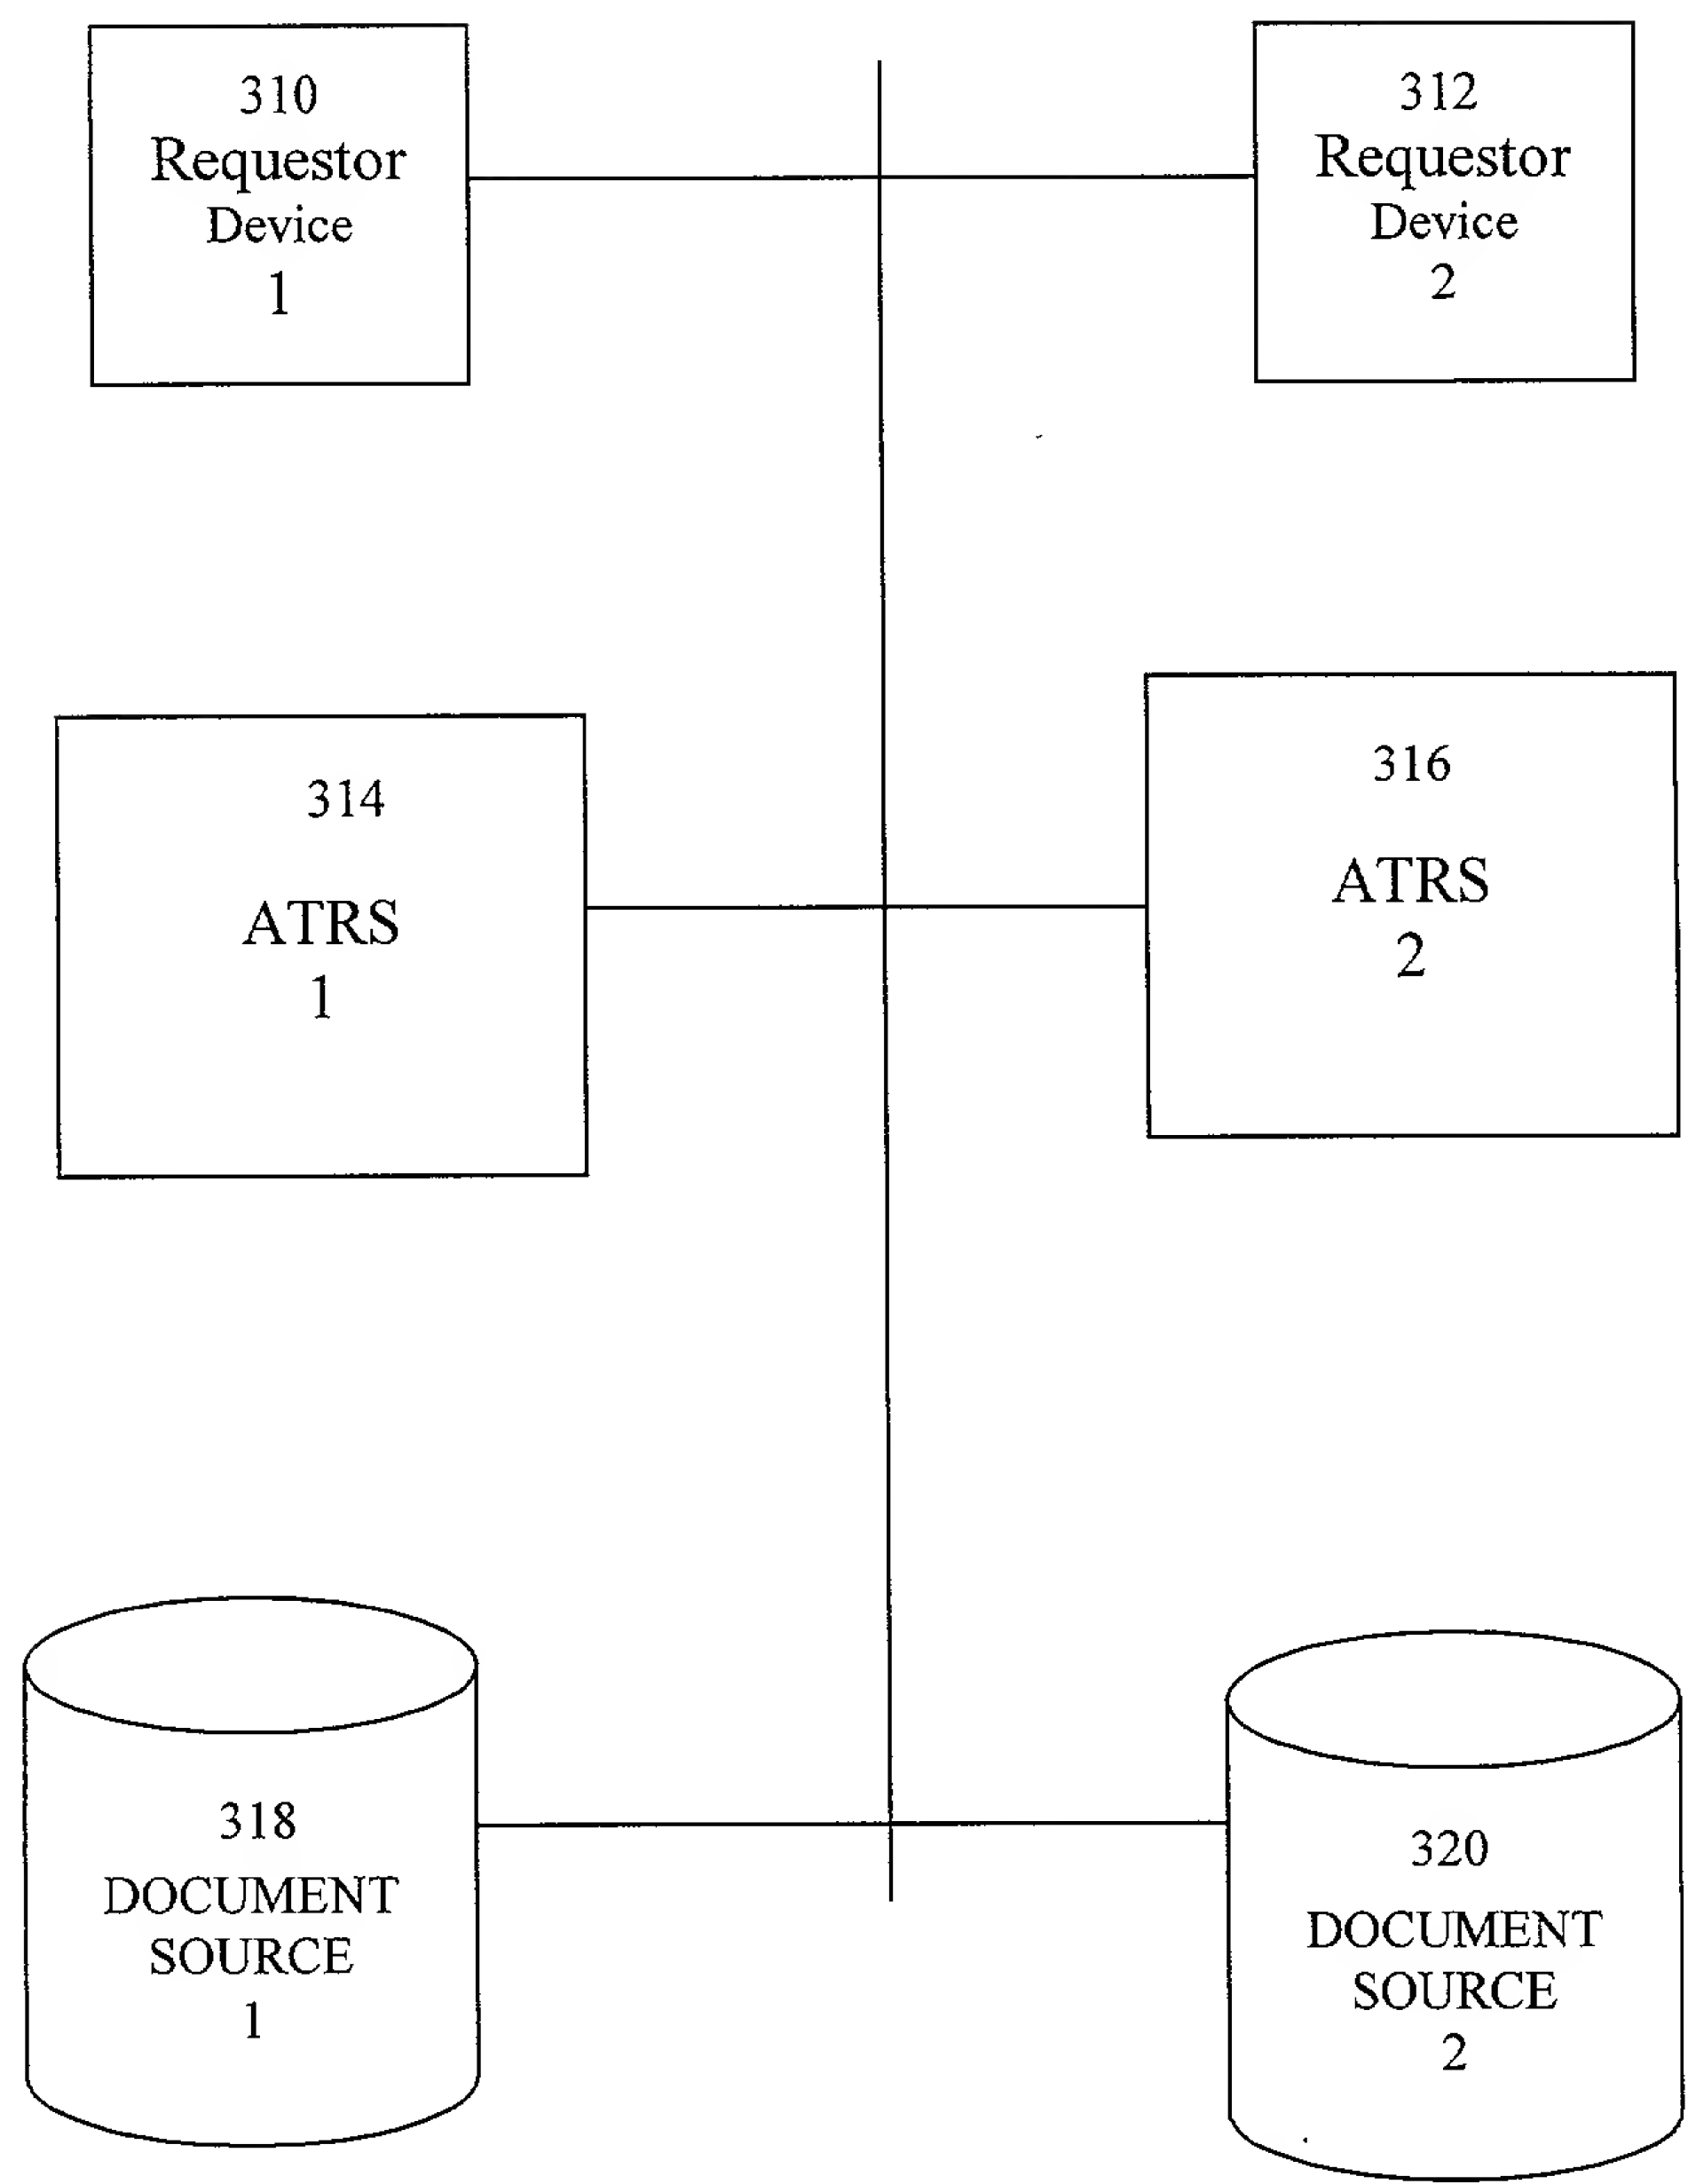 310
Requestor
Device
1
312
Requestor
Device
2
314
ATRS
1
316
ATRS
2
318
DOCUMENT
SOURCE
1
320
DOCUMENT
SOURCE
2